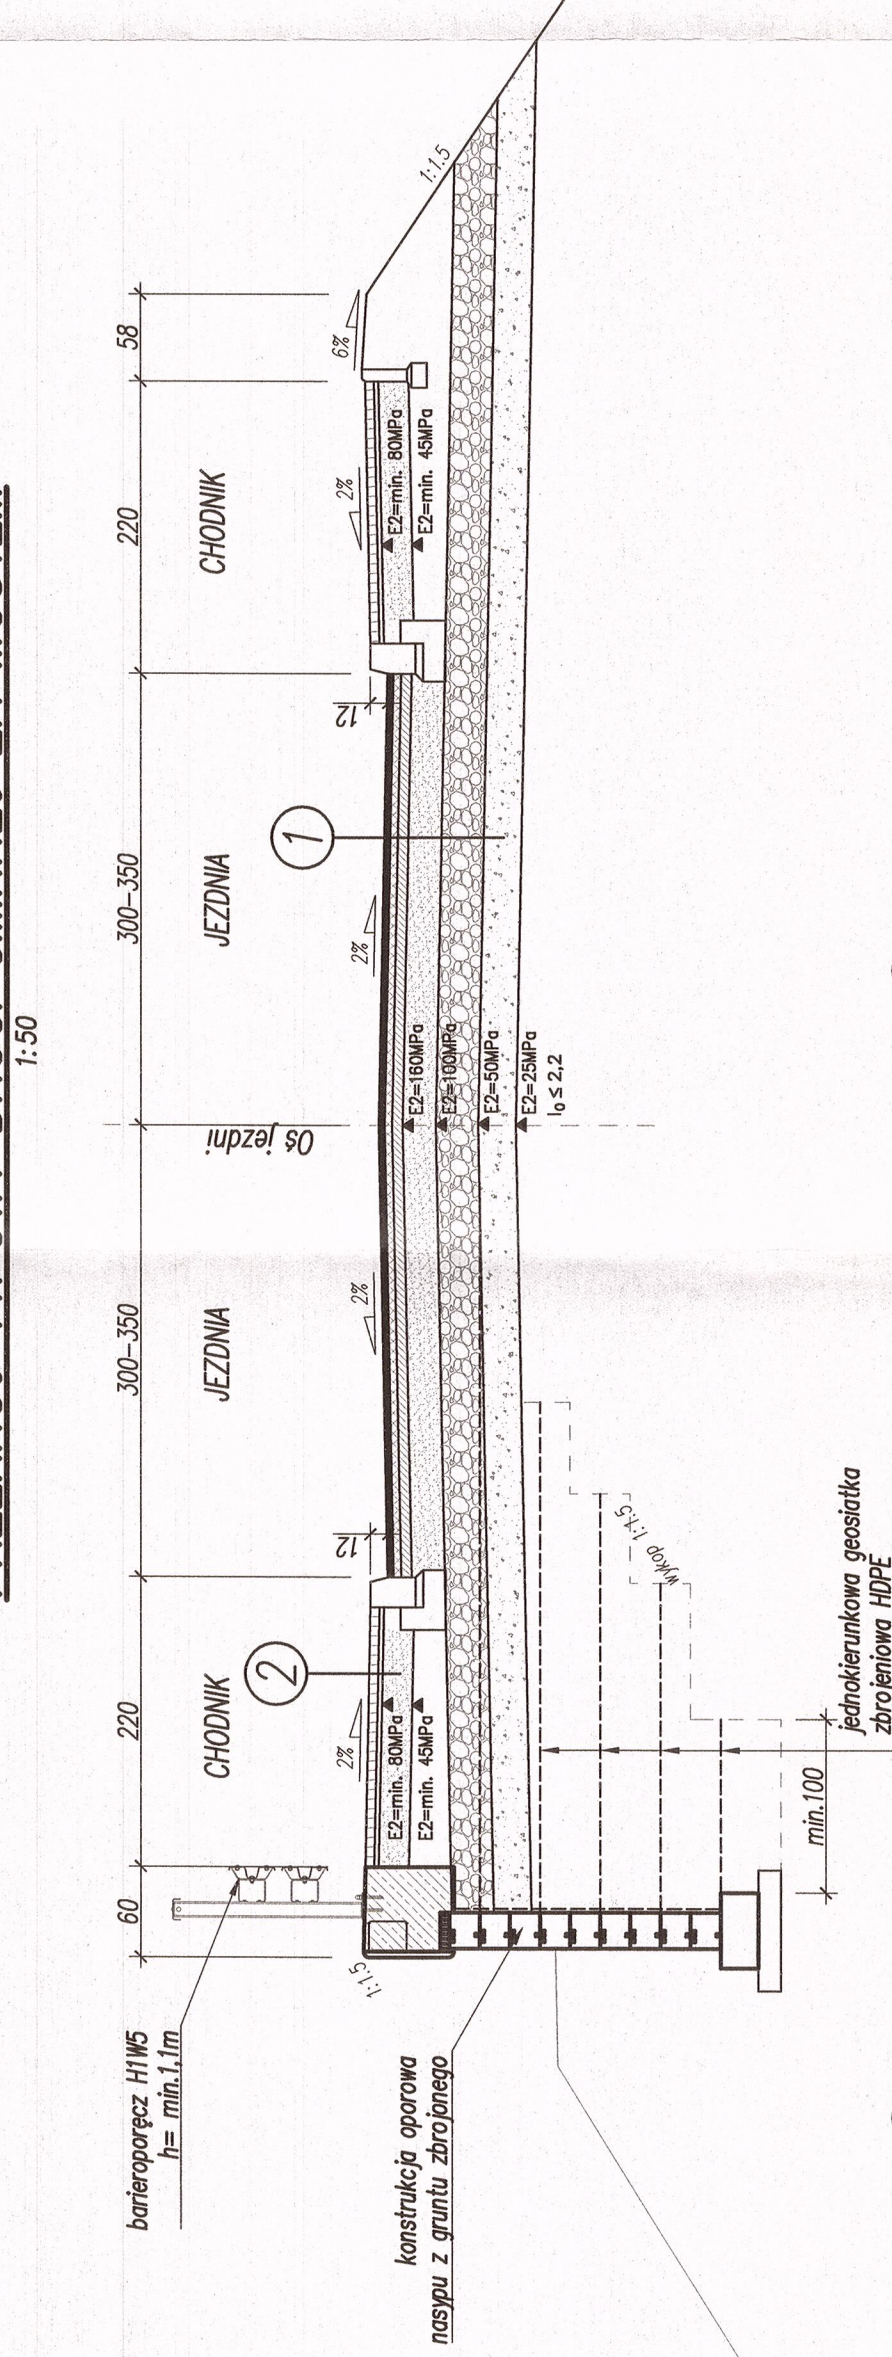 1:50
60
220
300-350
300-350
220
58
barieroporęcz H1W5
h= min.1,1m
CHODNIK
JEZDNIA
Oś jezdni
JEZDNIA
CHODNIK
2
1
12
12
2%
2%
2%
2%
6%
1:1.5
1:1.5
E2=min. 80MPa
E2=min. 45MPa
E2=160MPa
E2=100MPa
E2=50MPa
E2=25MPa
I₀ ≤ 2,2
E2=min. 80MPa
E2=min. 45MPa
konstrukcja oporowa
nasypu z gruntu zbrojonego
wykop 1:1.5
min.100
jednokierunkowa geosiatka
zbrojeniowa HDPE